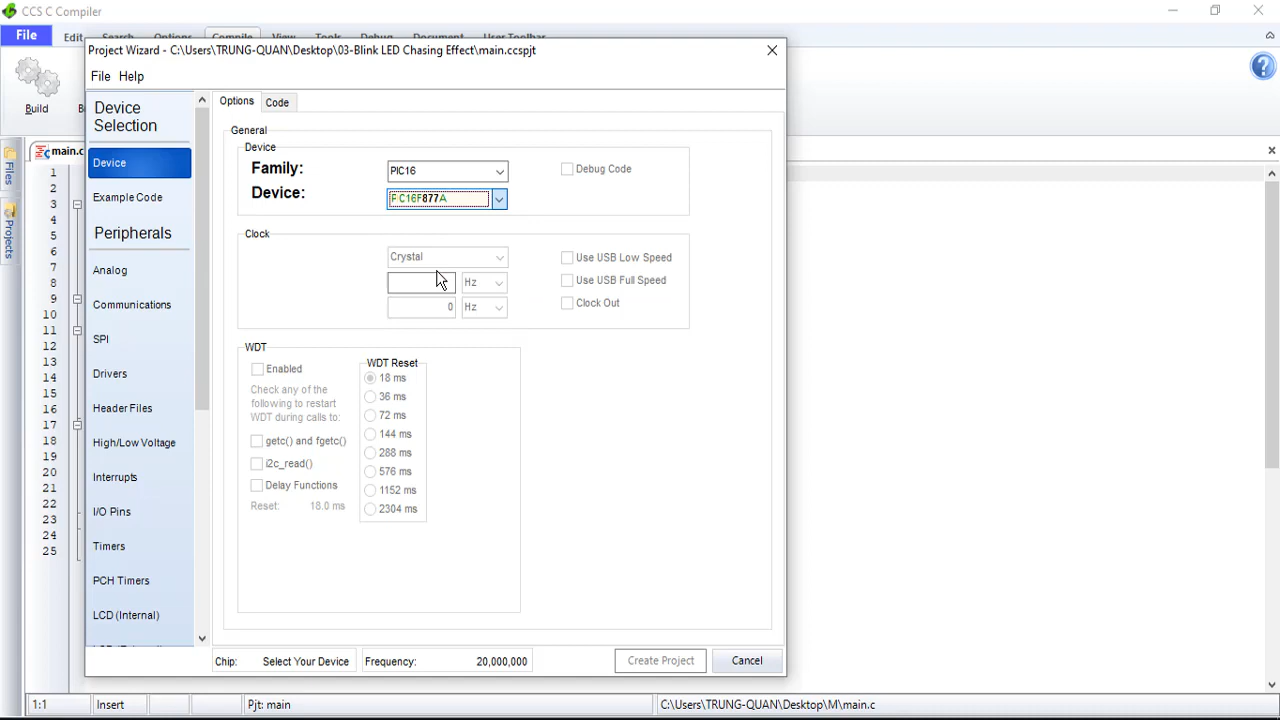 CCS C Compiler
File Edit Search Options Compile View Tools Debug Document User Toolbar
Project Wizard - C:\Users\TRUNG-QUAN\Desktop\03-Blink LED Chasing Effect\main.ccspjt
File Help
Build
main.c
Files
Projects
1
2
3
4
5
6
7
8
9
10
11
12
13
14
15
16
17
18
19
20
21
22
23
24
25
Device
Selection
Device
Example Code
Peripherals
Analog
Communications
SPI
Drivers
Header Files
High/Low Voltage
Interrupts
I/O Pins
Timers
PCH Timers
LCD (Internal)
Options Code
General
Device
Family: PIC16 Debug Code
Device: PIC16F877A
Clock
Crystal Use USB Low Speed
Hz Use USB Full Speed
0 Hz Clock Out
WDT
Enabled
Check any of the
following to restart
WDT during calls to:
getc() and fgetc()
i2c_read()
Delay Functions
Reset: 18.0 ms
WDT Reset
18 ms
36 ms
72 ms
144 ms
288 ms
576 ms
1152 ms
2304 ms
Chip: Select Your Device Frequency: 20,000,000 Create Project Cancel
1:1 Insert Pjt: main C:\Users\TRUNG-QUAN\Desktop\M\main.c